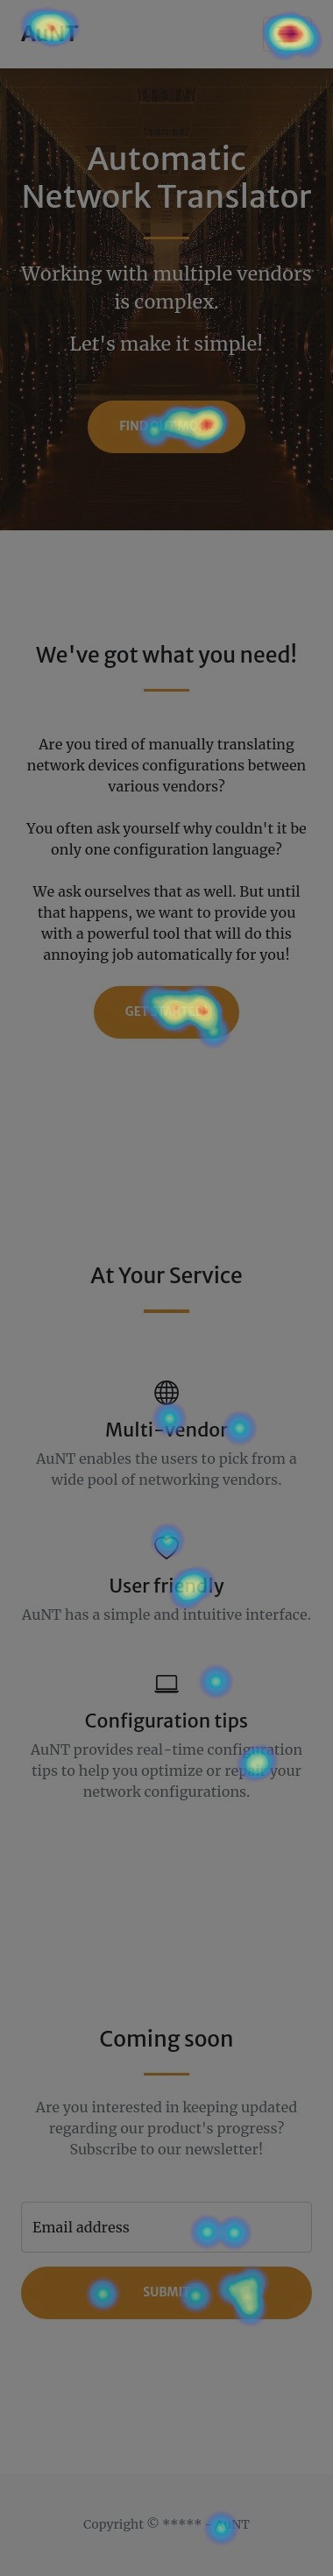 AuNT
Automatic
Network Translator
Working with multiple vendors
is complex.
Let's make it simple!
FIND OUT MORE
We've got what you need!
Are you tired of manually translating
network devices configurations between
various vendors?
You often ask yourself why couldn't it be
only one configuration language?
We ask ourselves that as well. But until
that happens, we want to provide you
with a powerful tool that will do this
annoying job automatically for you!
GET STARTED
At Your Service
Multi-vendor
AuNT enables the users to pick from a
wide pool of networking vendors.
User friendly
AuNT has a simple and intuitive interface.
Configuration tips
AuNT provides real-time configuration
tips to help you optimize or repair your
network configurations.
Coming soon
Are you interested in keeping updated
regarding our product's progress?
Subscribe to our newsletter!
Email address
SUBMIT
Copyright © ***** - AuNT